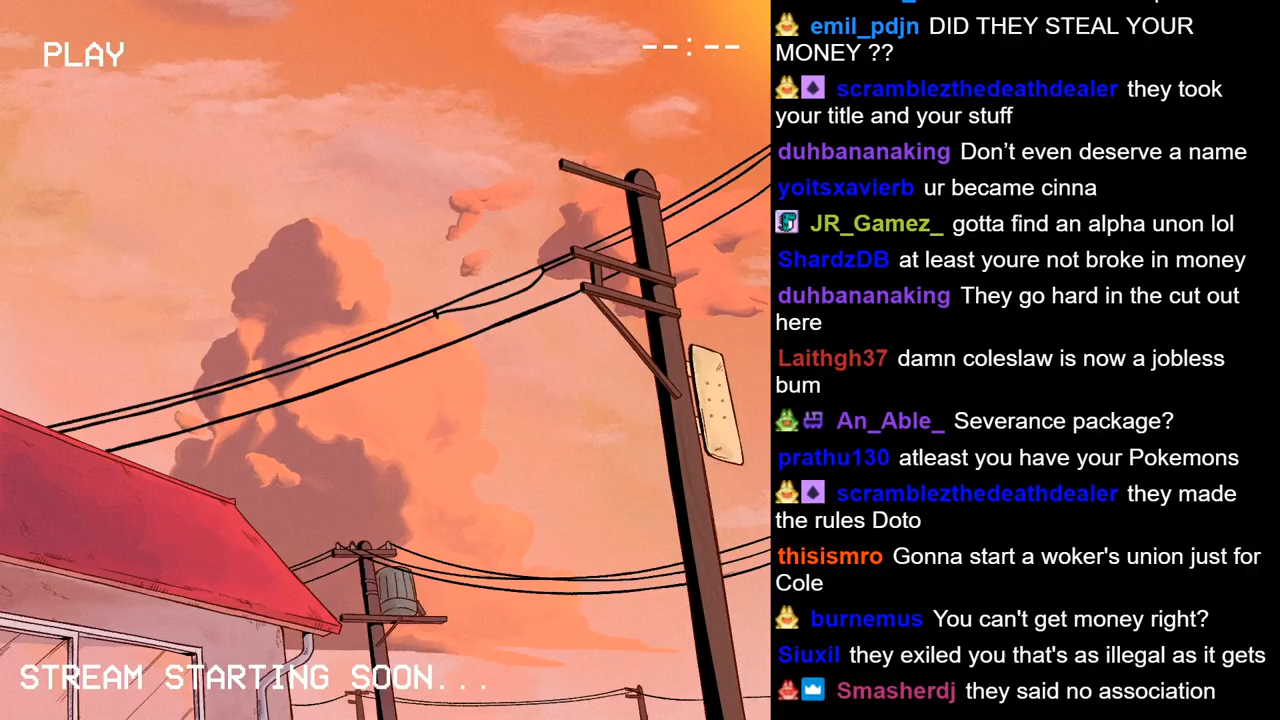 PLAY
--:--
STREAM STARTING SOON...
emil_pdjn DID THEY STEAL YOUR
MONEY ??
scramblezthedeathdealer they took
your title and your stuff
duhbananaking Don’t even deserve a name
yoitsxavierb ur became cinna
JR_Gamez_ gotta find an alpha unon lol
ShardzDB at least youre not broke in money
duhbananaking They go hard in the cut out
here
Laithgh37 damn coleslaw is now a jobless
bum
An_Able_ Severance package?
prathu130 atleast you have your Pokemons
scramblezthedeathdealer they made
the rules Doto
thisismro Gonna start a woker's union just for
Cole
burnemus You can't get money right?
Siuxil they exiled you that's as illegal as it gets
Smasherdj they said no association